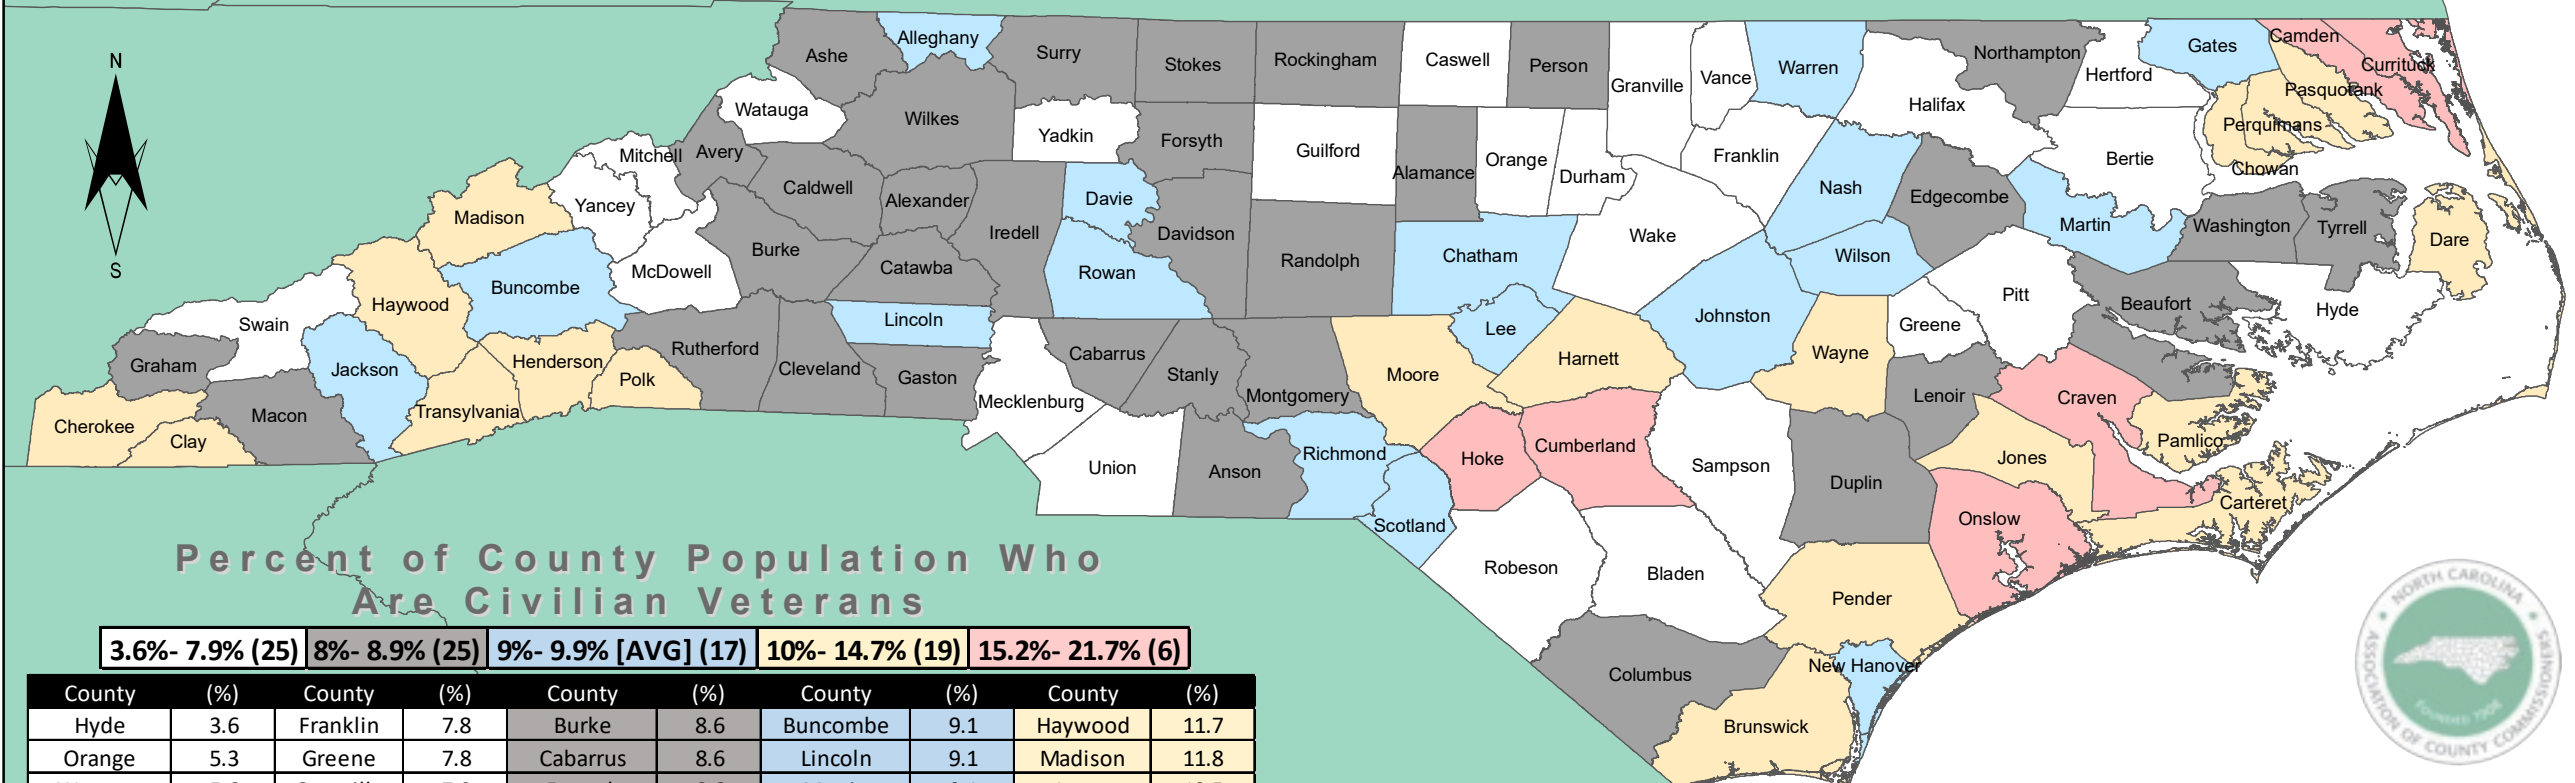 N
S
Ashe
Alleghany
Surry
Stokes
Rockingham
Caswell
Person
Granville
Vance
Warren
Northampton
Hertford
Gates
Camden
Currituck
Pasquotank
Perquimans
Chowan
Halifax
Bertie
Watauga
Wilkes
Yadkin
Forsyth
Guilford
Alamance
Orange
Durham
Franklin
Nash
Edgecombe
Martin
Washington
Tyrrell
Dare
Mitchell
Avery
Caldwell
Alexander
Davie
Iredell
Davidson
Randolph
Chatham
Wake
Wilson
Madison
Yancey
Burke
McDowell
Catawba
Rowan
Buncombe
Haywood
Swain
Graham
Jackson
Henderson
Polk
Rutherford
Cleveland
Lincoln
Gaston
Cabarrus
Stanly
Montgomery
Moore
Lee
Harnett
Johnston
Wayne
Greene
Pitt
Beaufort
Hyde
Cherokee
Clay
Macon
Transylvania
Mecklenburg
Union
Anson
Richmond
Scotland
Hoke
Cumberland
Sampson
Duplin
Lenoir
Craven
Pamlico
Jones
Carteret
Onslow
Robeson
Bladen
Pender
Columbus
New Hanover
Brunswick
Percent of County Population Who
Are Civilian Veterans
3.6%- 7.9% (25) 8%- 8.9% (25) 9%- 9.9% [AVG] (17) 10%- 14.7% (19) 15.2%- 21.7% (6)
County (%) County (%) County (%) County (%) County (%)
Hyde 3.6 Franklin 7.8 Burke 8.6 Buncombe 9.1 Haywood 11.7
Orange 5.3 Greene 7.8 Cabarrus 8.6 Lincoln 9.1 Madison 11.8
NORTH CAROLINA
ASSOCIATION OF COUNTY COMMISSIONERS